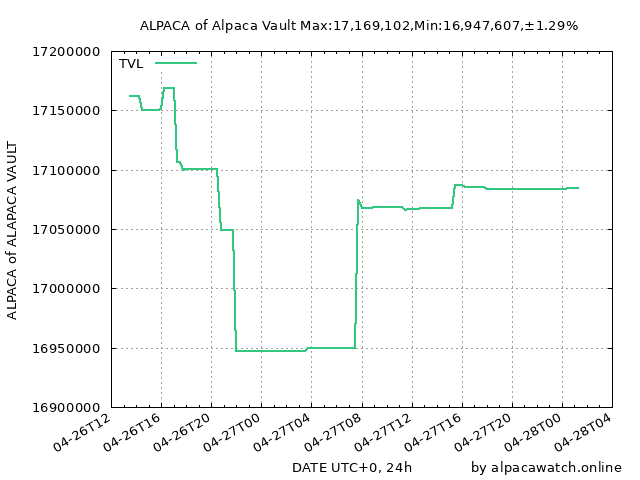 ALPACA of Alpaca Vault Max:17,169,102,Min:16,947,607,±1.29%
TVL
17200000
17150000
17100000
17050000
17000000
16950000
16900000
ALPACA of ALAPACA VAULT
04-26T12
04-26T16
04-26T20
04-27T00
04-27T04
04-27T08
04-27T12
04-27T16
04-27T20
04-28T00
04-28T04
DATE UTC+0, 24h
by alpacawatch.online